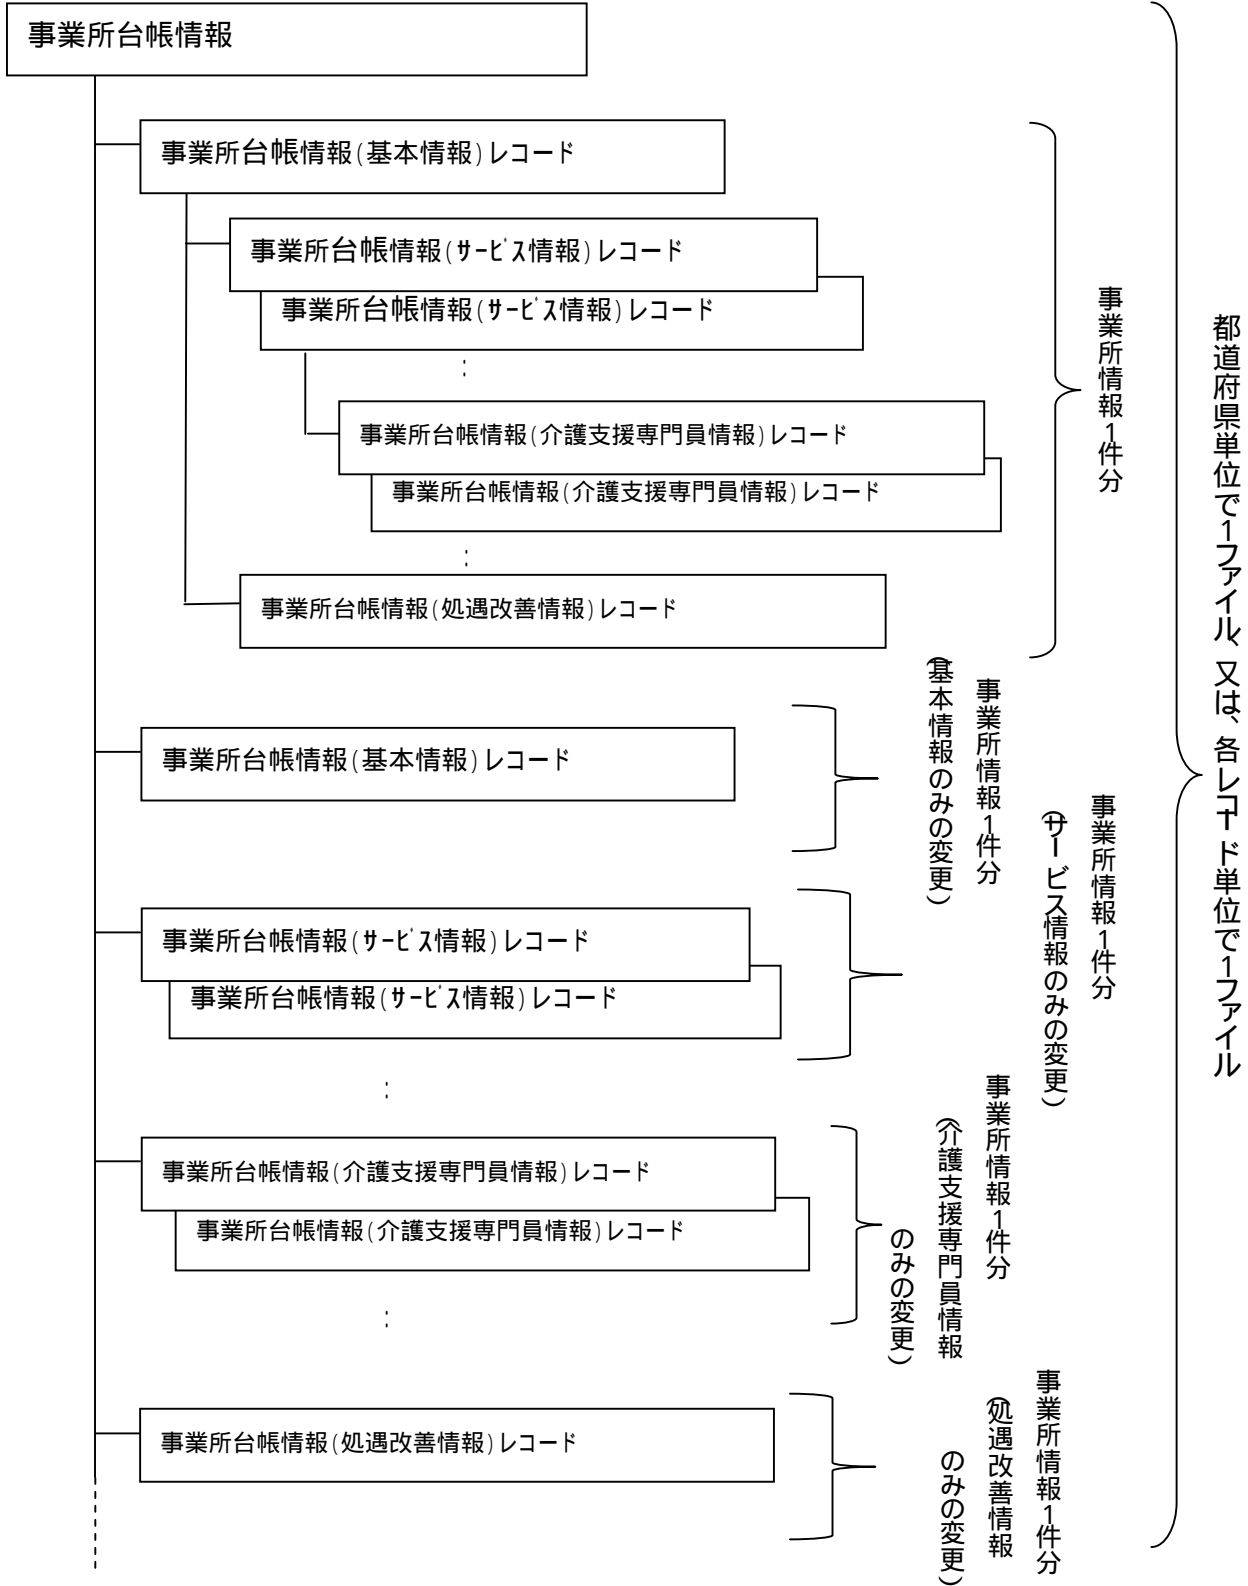 事業所台帳情報
事業所台帳情報(基本情報)レコード
事業所台帳情報(ｻｰﾋﾞｽ情報)レコード
事業所台帳情報(ｻｰﾋﾞｽ情報)レコード
:
事業所台帳情報(介護支援専門員情報)レコード
事業所台帳情報(介護支援専門員情報)レコード
:
事業所台帳情報(処遇改善情報)レコード
事業所情報1件分
事業所台帳情報(基本情報)レコード
事業所情報1件分
(基本情報のみの変更)
事業所台帳情報(ｻｰﾋﾞｽ情報)レコード
事業所台帳情報(ｻｰﾋﾞｽ情報)レコード
:
事業所情報1件分
(サービス情報のみの変更)
事業所台帳情報(介護支援専門員情報)レコード
事業所台帳情報(介護支援専門員情報)レコード
:
事業所情報1件分
(介護支援専門員情報
のみの変更)
事業所台帳情報(処遇改善情報)レコード
事業所情報1件分
(処遇改善情報
のみの変更)
都道府県単位で1ファイル、又は、各レコード単位で1ファイル